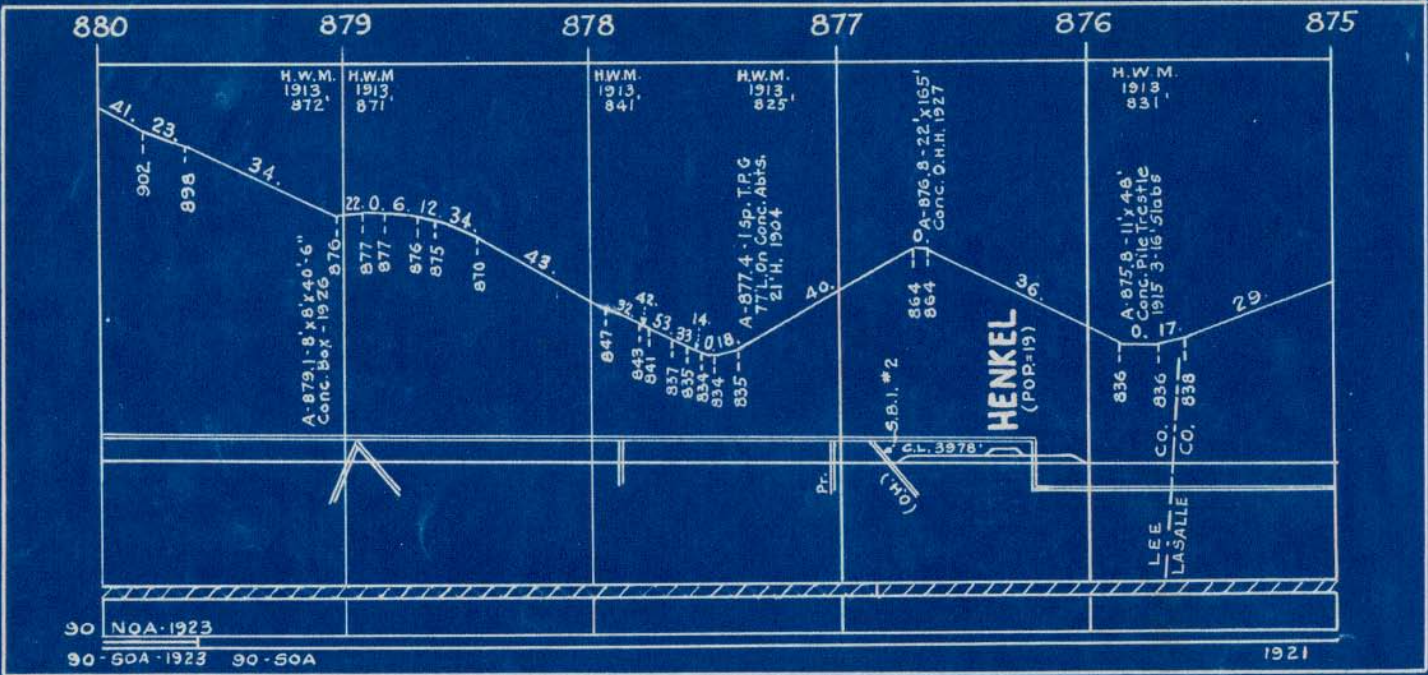 880 879 878 877 876 875
H.W.M.
1913
872'
H.W.M
1913
871'
H.W.M.
1913
841'
H.W.M.
1913
825'
H.W.M.
1913
831'
41. 23. 34. 22. 0. 6. 12. 34. 43. 32. 42. 53. 33. 14. 0 18. 40. 0 36. 0. 17. 29.
902
898
876
877
877
876
875
870
847
843
841
837
835
834
834
835
864
864
836
836
838
A-879.1-8'x8'x40'-6"
Conc. Box-1926
A-877.4-1 Sp. T.P.G
77'L. On Conc. Abts.
21'H. 1904
A-876.8-22'x165'
Conc. O.H.H. 1927
A-875.8-11'x48'
Conc. Pile Trestle
1915 3-16' Slabs
HENKEL
(POP.=19)
S.B.I. #2
C.L. 3978'
(O.H.)
Pr.
CO.
CO.
LEE
LASALLE
90 NOA-1923
90-SOA-1923 90-SOA
1921